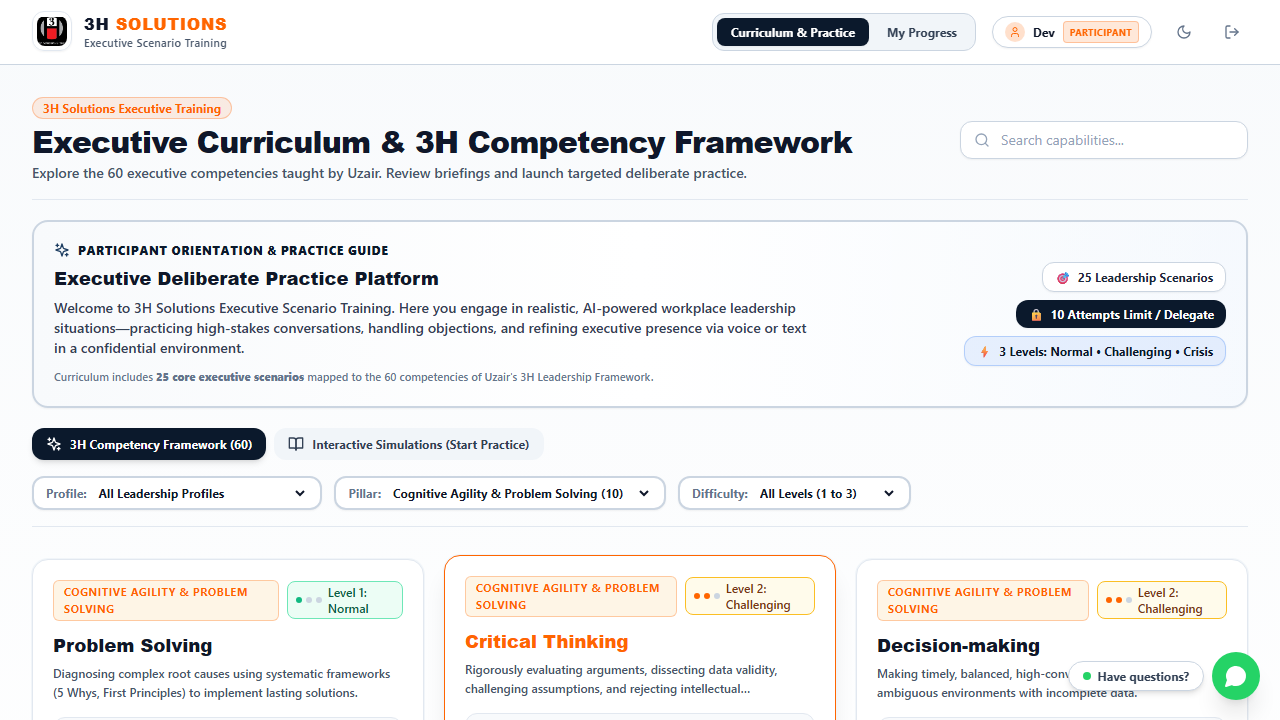 3H SOLUTIONS
Executive Scenario Training
Curriculum & Practice
My Progress
Dev
PARTICIPANT
3H Solutions Executive Training
Executive Curriculum & 3H Competency Framework
Explore the 60 executive competencies taught by Uzair. Review briefings and launch targeted deliberate practice.
Search capabilities...
PARTICIPANT ORIENTATION & PRACTICE GUIDE
Executive Deliberate Practice Platform
Welcome to 3H Solutions Executive Scenario Training. Here you engage in realistic, AI-powered workplace leadership
situations—practicing high-stakes conversations, handling objections, and refining executive presence via voice or text
in a confidential environment.
Curriculum includes 25 core executive scenarios mapped to the 60 competencies of Uzair's 3H Leadership Framework.
25 Leadership Scenarios
10 Attempts Limit / Delegate
3 Levels: Normal • Challenging • Crisis
3H Competency Framework (60)
Interactive Simulations (Start Practice)
Profile: All Leadership Profiles
Pillar: Cognitive Agility & Problem Solving (10)
Difficulty: All Levels (1 to 3)
COGNITIVE AGILITY & PROBLEM
SOLVING
Level 1:
Normal
Problem Solving
Diagnosing complex root causes using systematic frameworks
(5 Whys, First Principles) to implement lasting solutions.
COGNITIVE AGILITY & PROBLEM
SOLVING
Level 2:
Challenging
Critical Thinking
Rigorously evaluating arguments, dissecting data validity,
challenging assumptions, and rejecting intellectual...
COGNITIVE AGILITY & PROBLEM
SOLVING
Level 2:
Challenging
Decision-making
Making timely, balanced, high-conv
ambiguous environments with incomplete data.
Have questions?